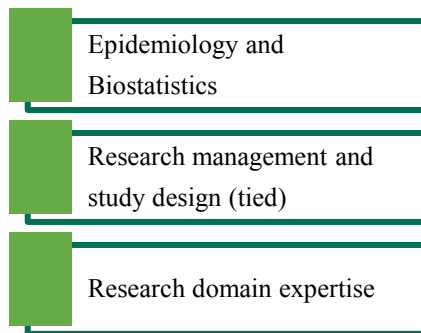 Epidemiology and
Biostatistics
Research management and
study design (tied)
Research domain expertise